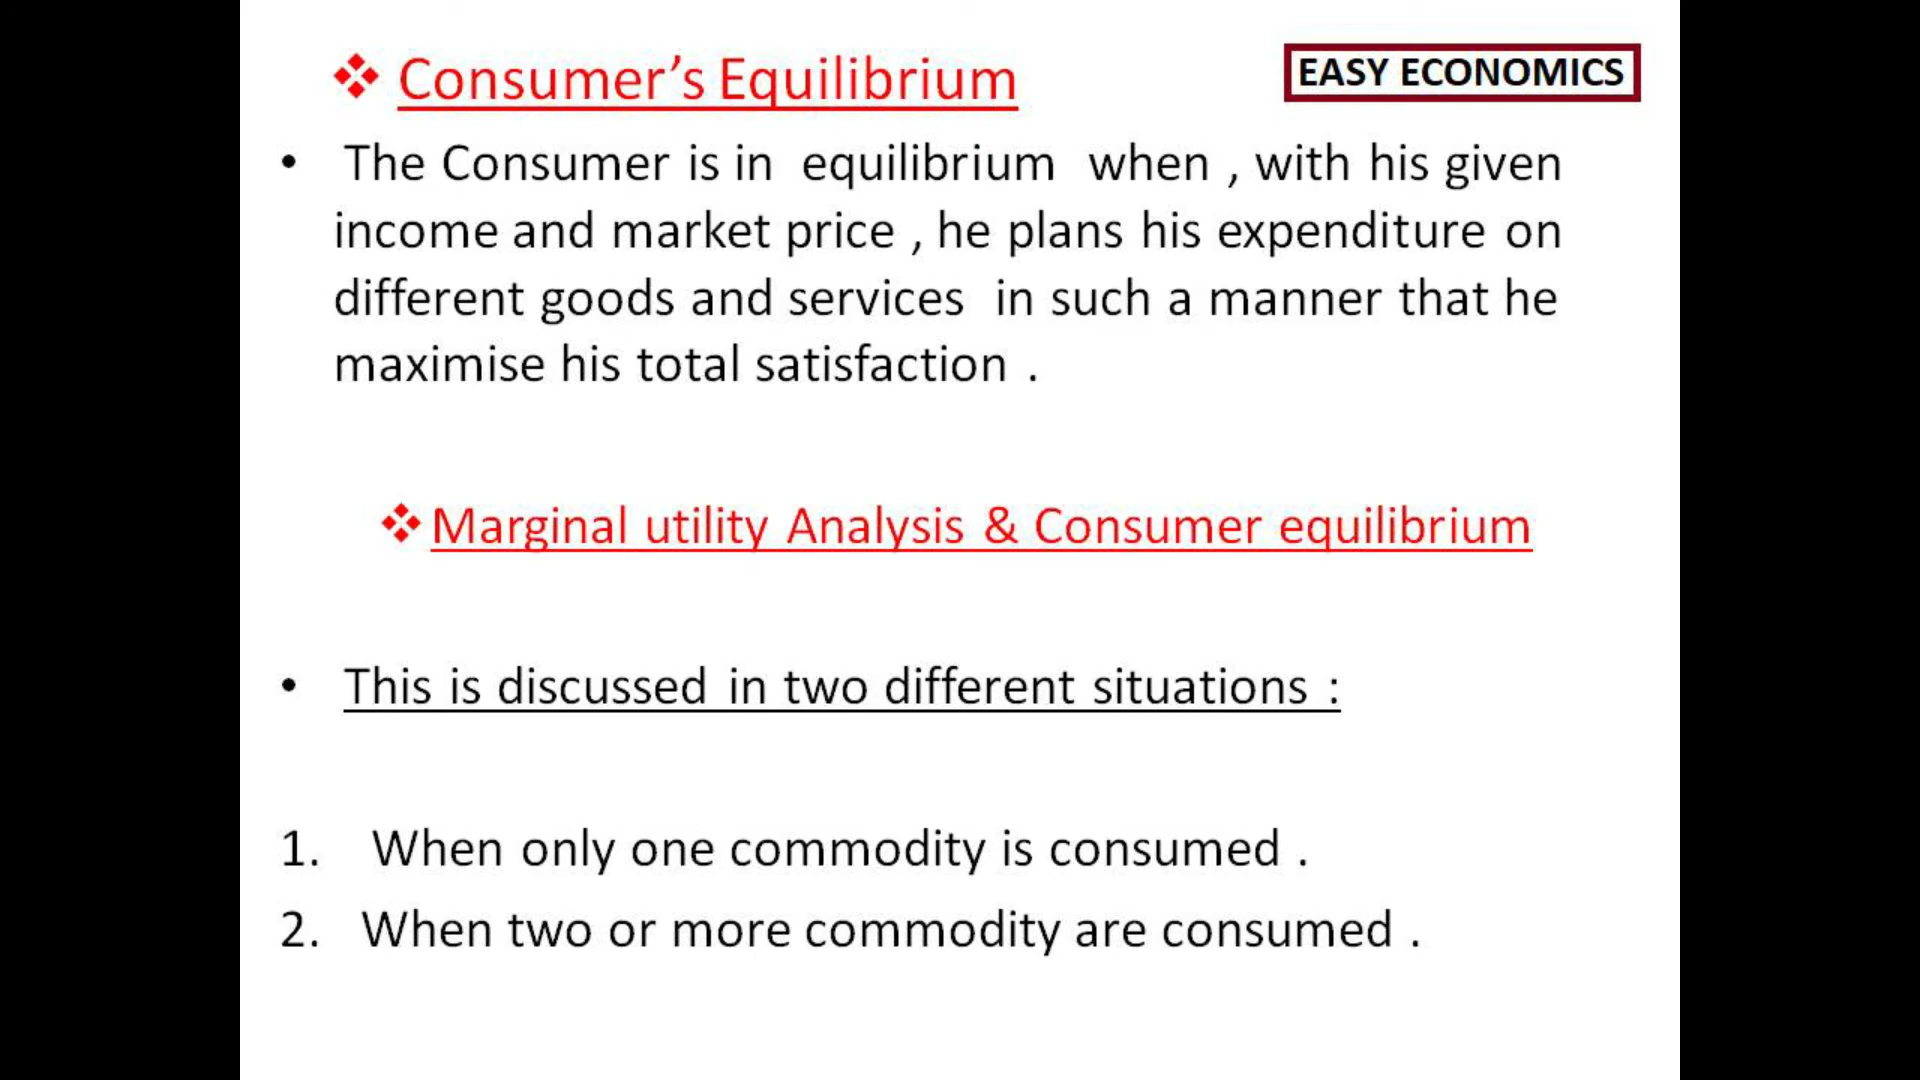 ❖ Consumer’s Equilibrium
EASY ECONOMICS
• The Consumer is in equilibrium when , with his given
income and market price , he plans his expenditure on
different goods and services in such a manner that he
maximise his total satisfaction .
❖ Marginal utility Analysis & Consumer equilibrium
• This is discussed in two different situations :
1. When only one commodity is consumed .
2. When two or more commodity are consumed .